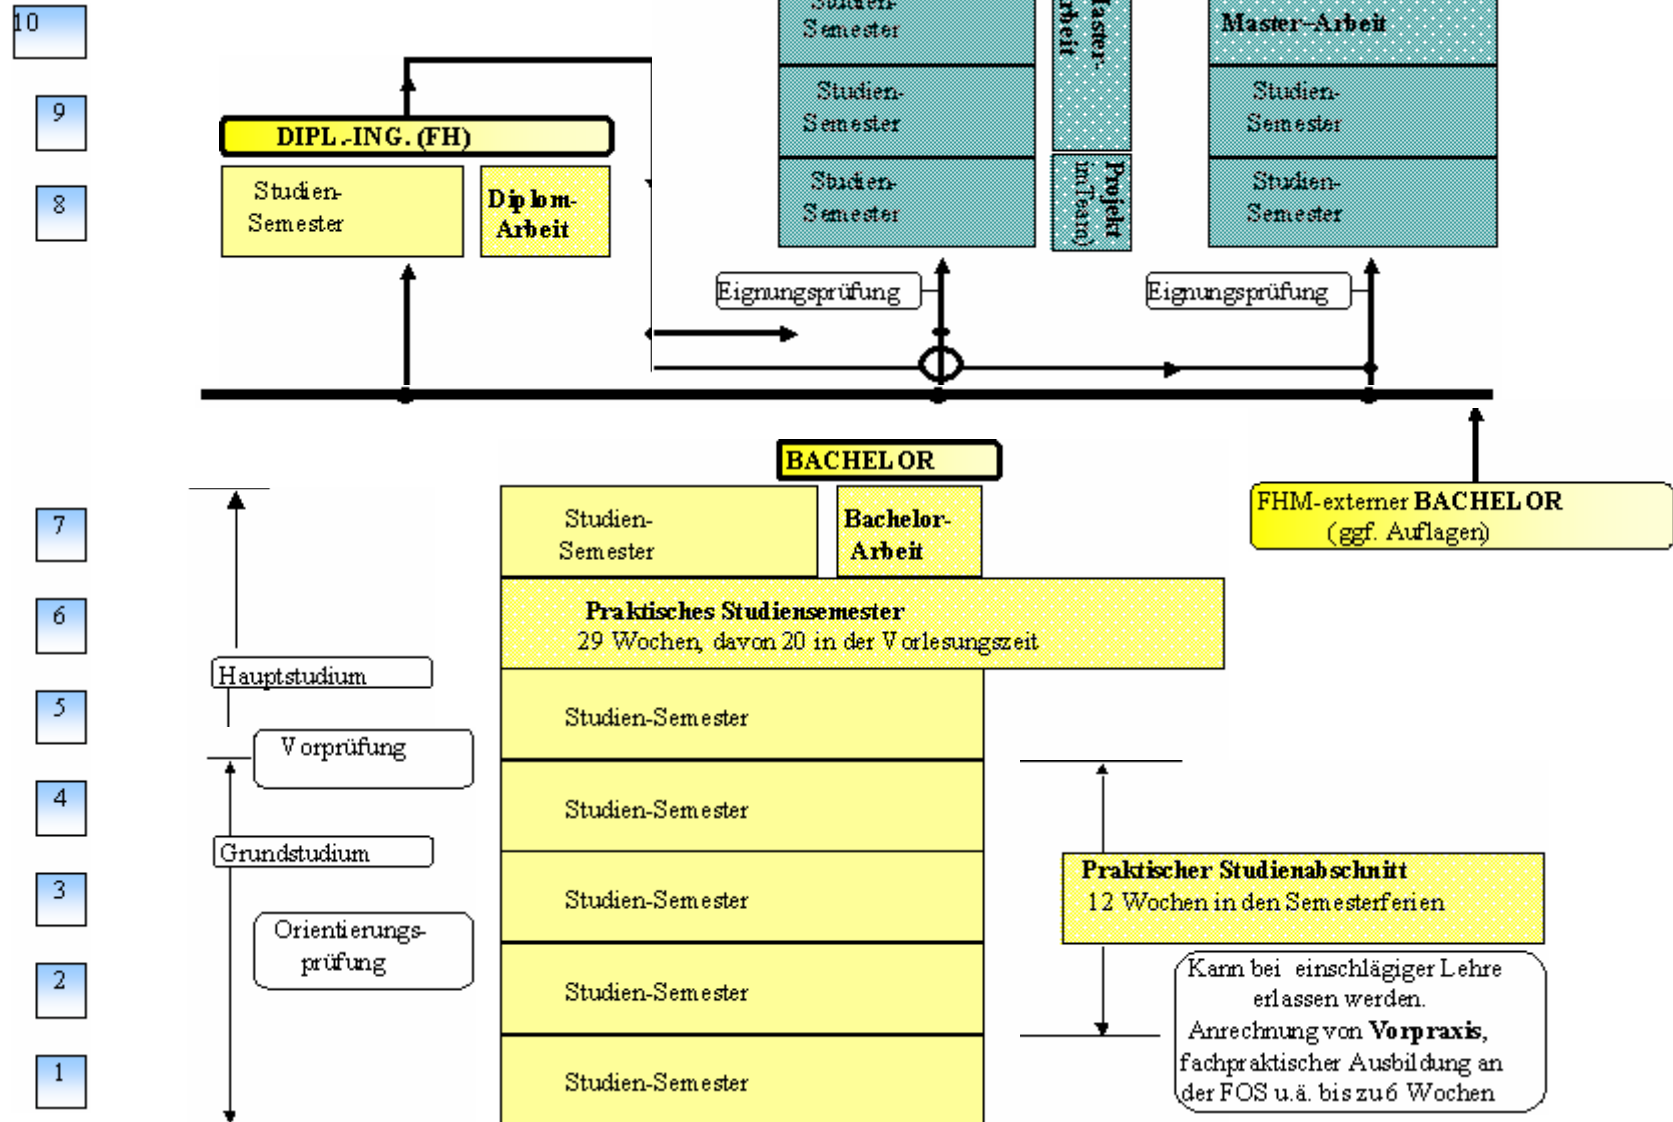 10
Studien-
Semester
Master-
Arbeit
Master-Arbeit
9
DIPL.-ING. (FH)
Studien-
Semester
Studien-
Semester
8
Studien-
Semester
Diplom-
Arbeit
Studien-
Semester
Projekt
im Team)
Studien-
Semester
Eignungsprüfung
Eignungsprüfung
BACHELOR
FHM-externer BACHELOR
(ggf. Auflagen)
7
Studien-
Semester
Bachelor-
Arbeit
6
Praktisches Studiensemester
29 Wochen, davon 20 in der Vorlesungszeit
Hauptstudium
5
Studien-Semester
Vorprüfung
4
Studien-Semester
Grundstudium
3
Studien-Semester
Praktischer Studienabschnitt
12 Wochen in den Semesterferien
Orientierungs-
prüfung
2
Studien-Semester
Kann bei einschlägiger Lehre
erlassen werden.
Anrechnung von Vorpraxis,
fachpraktischer Ausbildung an
der FOS u.ä. bis zu 6 Wochen
1
Studien-Semester